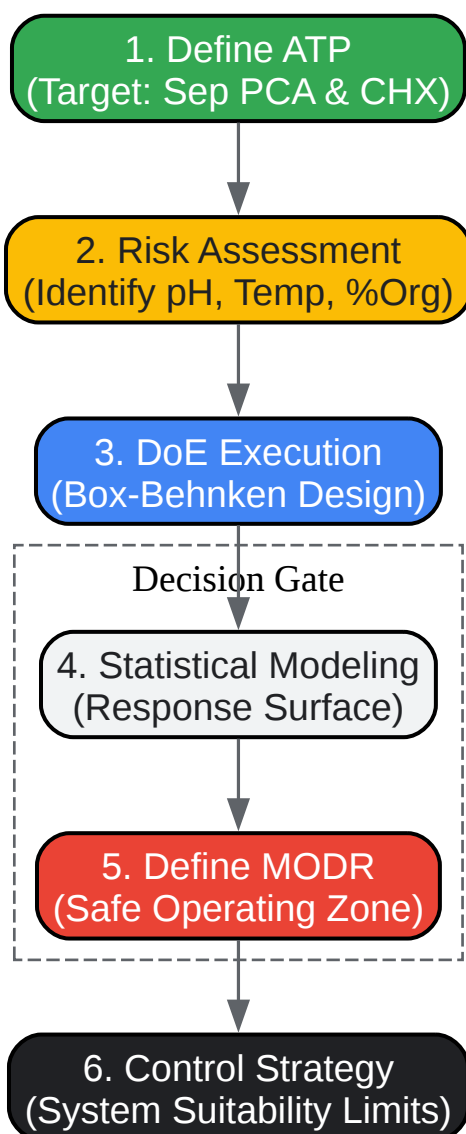 1. Define ATP
(Target: Sep PCA & CHX)
2. Risk Assessment
(Identify pH, Temp, %Org)
3. DoE Execution
(Box-Behnken Design)
Decision Gate
4. Statistical Modeling
(Response Surface)
5. Define MODR
(Safe Operating Zone)
6. Control Strategy
(System Suitability Limits)